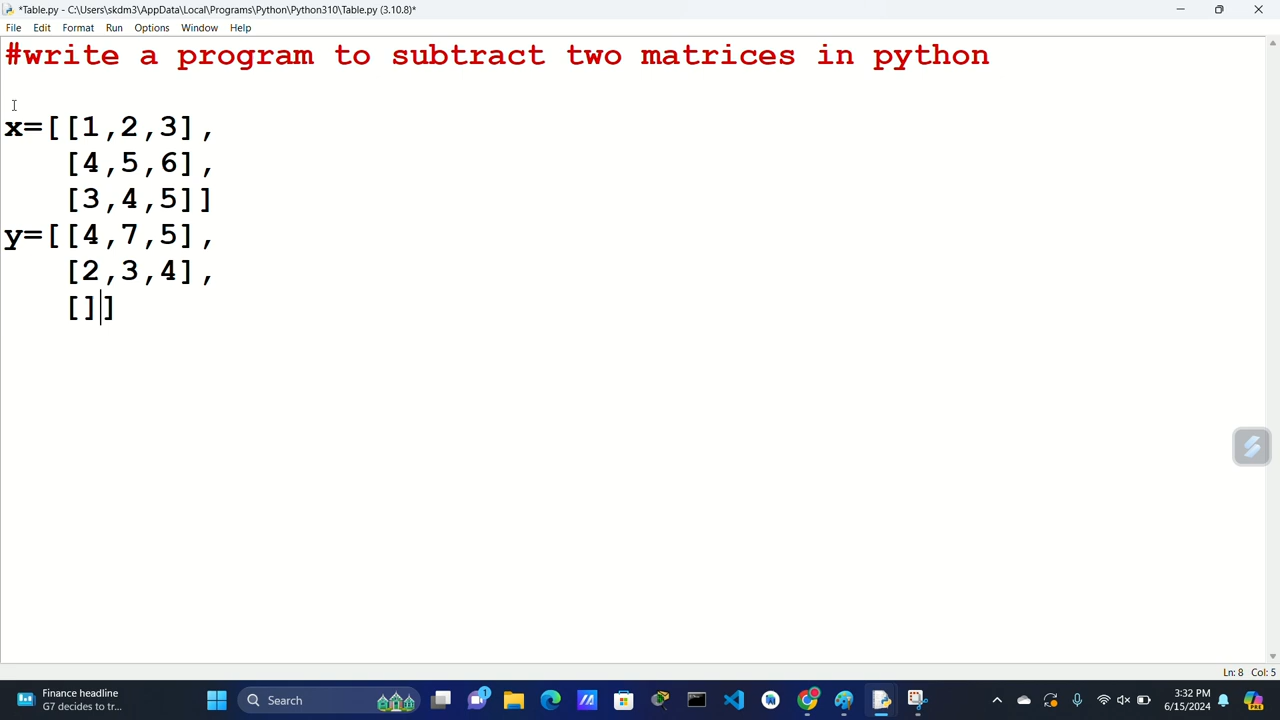 *Table.py - C:\Users\skdm3\AppData\Local\Programs\Python\Python310\Table.py (3.10.8)*
File Edit Format Run Options Window Help
#write a program to subtract two matrices in python
x=[[1,2,3],
[4,5,6],
[3,4,5]]
y=[[4,7,5],
[2,3,4],
[]]
Ln: 8 Col: 5
Finance headline
G7 decides to tr...
Search
1
3:32 PM
6/15/2024